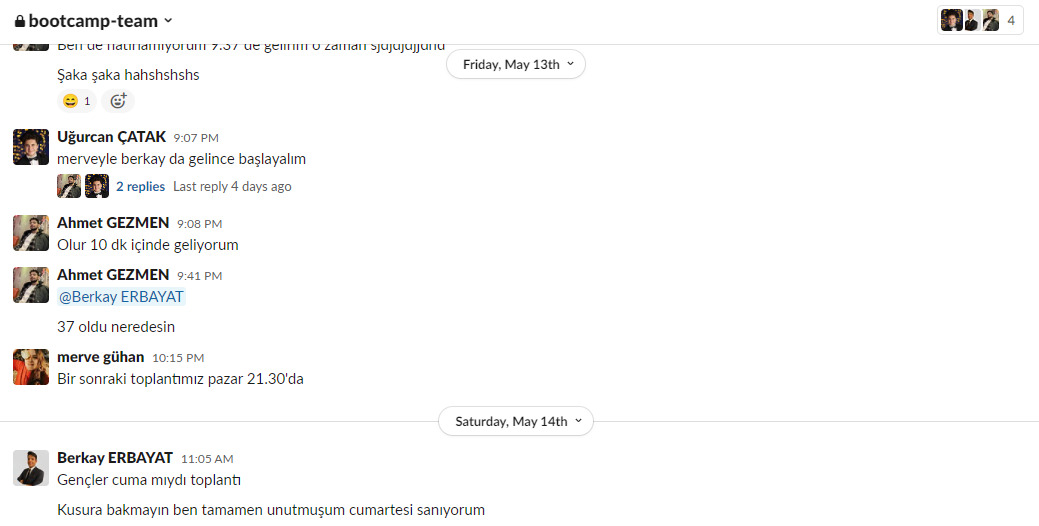 bootcamp-team
4
Ben de hatırlamıyorum 9.37 de gelirim o zaman
Friday, May 13th
Şaka şaka hahshshshs
1
Uğurcan ÇATAK 9:07 PM
merveyle berkay da gelince başlayalım
2 replies Last reply 4 days ago
Ahmet GEZMEN 9:08 PM
Olur 10 dk içinde geliyorum
Ahmet GEZMEN 9:41 PM
@Berkay ERBAYAT
37 oldu neredesin
merve gühan 10:15 PM
Bir sonraki toplantımız pazar 21.30'da
Saturday, May 14th
Berkay ERBAYAT 11:05 AM
Gençler cuma mıydı toplantı
Kusura bakmayın ben tamamen unutmuşum cumartesi sanıyorum